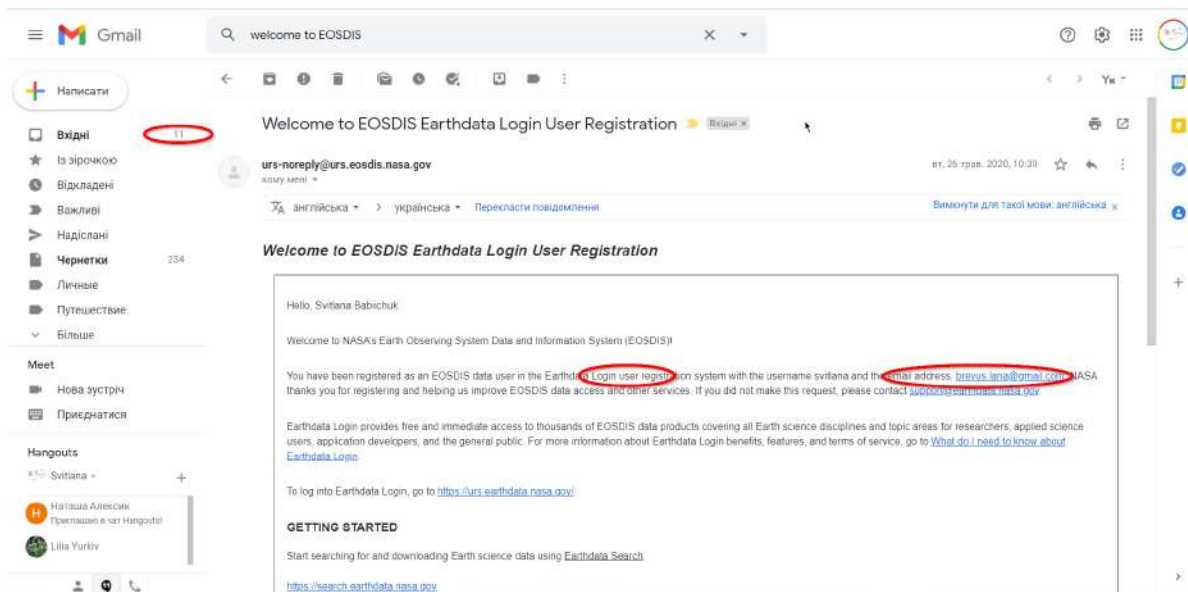 Gmail
welcome to EOSDIS
Написати
Ук
Welcome to EOSDIS Earthdata Login User Registration
Вхідні ×
Вхідні 11
Із зірочкою
Відкладені
Важливі
Надіслані
Чернетки 234
Личные
Путешествие
Більше
urs-noreply@urs.eosdis.nasa.gov
кому мені
вт, 26 трав. 2020, 10:30
англійська > українська Перекласти повідомлення
Вимкнути для такої мови: англійська ×
Welcome to EOSDIS Earthdata Login User Registration
Hello, Svitlana Babiichuk
Welcome to NASA's Earth Observing System Data and Information System (EOSDIS)!
You have been registered as an EOSDIS data user in the Earthdata Login user registration system with the username svitlana and the email address, brevus.lana@gmail.com. NASA
thanks you for registering and helping us improve EOSDIS data access and other services. If you did not make this request, please contact support@earthdata.nasa.gov
Earthdata Login provides free and immediate access to thousands of EOSDIS data products covering all Earth science disciplines and topic areas for researchers, applied science
users, application developers, and the general public. For more information about Earthdata Login benefits, features, and terms of service, go to What do I need to know about
Earthdata Login.
To log into Earthdata Login, go to https://urs.earthdata.nasa.gov/
GETTING STARTED
Start searching for and downloading Earth science data using Earthdata Search
https://search.earthdata.nasa.gov
Meet
Нова зустріч
Приєднатися
Hangouts
Svitlana
Н
Наташа Алексик
Приглашаю в чат Hangouts!
Lilia Yurkiv